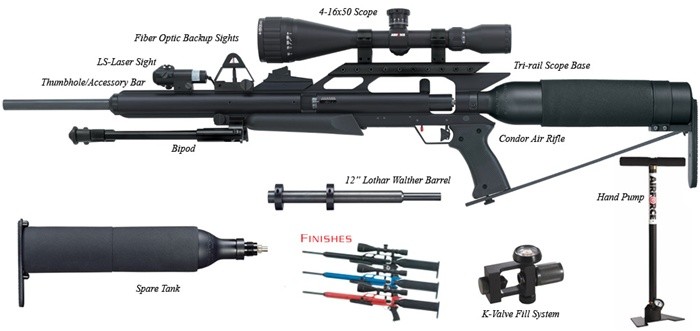 4-16x50 Scope
Fiber Optic Backup Sights
LS-Laser Sight
Tri-rail Scope Base
Thumbhole/Accessory Bar
Bipod
Condor Air Rifle
12" Lothar Walther Barrel
Hand Pump
AIRFORCE
FINISHES
Spare Tank
K-Valve Fill System